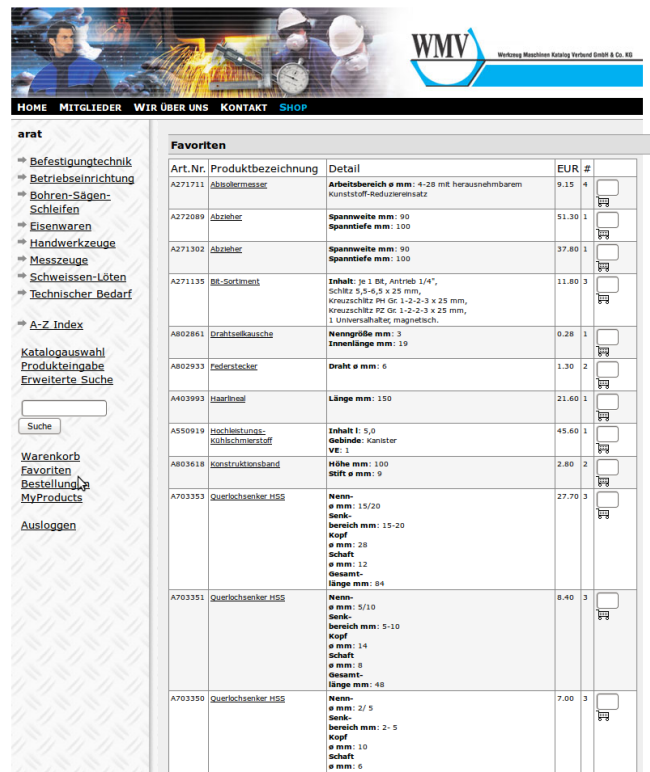 WMV
Werkzeug Maschinen Katalog Verbund GmbH & Co. KG
HOME MITGLIEDER WIR ÜBER UNS KONTAKT SHOP
arat
Befestigungtechnik
Betriebseinrichtung
Bohren-Sägen-
Schleifen
Eisenwaren
Handwerkzeuge
Messzeuge
Schweissen-Löten
Technischer Bedarf
A-Z Index
Katalogauswahl
Produkteingabe
Erweiterte Suche
Suche
Warenkorb
Favoriten
Bestellungen
MyProducts
Ausloggen
Favoriten
Art.Nr. Produktbezeichnung Detail EUR #
A271711 Abisoliermesser Arbeitsbereich ø mm: 4-28 mit herausnehmbarem 9.15 4
Kunststoff-Reduziereinsatz
A272089 Abzieher Spannweite mm: 90 51.30 1
Spanntiefe mm: 100
A271302 Abzieher Spannweite mm: 90 37.80 1
Spanntiefe mm: 100
A271135 Bit-Sortiment Inhalt: je 1 Bit, Antrieb 1/4", 11.80 3
Schlitz 5,5-6,5 x 25 mm,
Kreuzschlitz PH Gr. 1-2-2-3 x 25 mm,
Kreuzschlitz PZ Gr. 1-2-2-3 x 25 mm,
1 Universalhalter, magnetisch.
A802861 Drahtseilkausche Nenngröße mm: 3 0.28 1
Innenlänge mm: 19
A802933 Federstecker Draht ø mm: 6 1.30 2
A403993 Haarlineal Länge mm: 150 21.60 1
A550919 Hochleistungs- Inhalt l: 5,0 45.60 1
Kühlschmierstoff Gebinde: Kanister
VE: 1
A803618 Konstruktionsband Höhe mm: 100 2.80 2
Stift ø mm: 9
A703353 Querlochsenker HSS Nenn- 27.70 3
ø mm: 15/20
Senk-
bereich mm: 15-20
Kopf
ø mm: 28
Schaft
ø mm: 12
Gesamt-
länge mm: 84
A703351 Querlochsenker HSS Nenn- 8.40 3
ø mm: 5/10
Senk-
bereich mm: 5-10
Kopf
ø mm: 14
Schaft
ø mm: 8
Gesamt-
länge mm: 48
A703350 Querlochsenker HSS Nenn- 7.00 3
ø mm: 2/ 5
Senk-
bereich mm: 2- 5
Kopf
ø mm: 10
Schaft
ø mm: 6